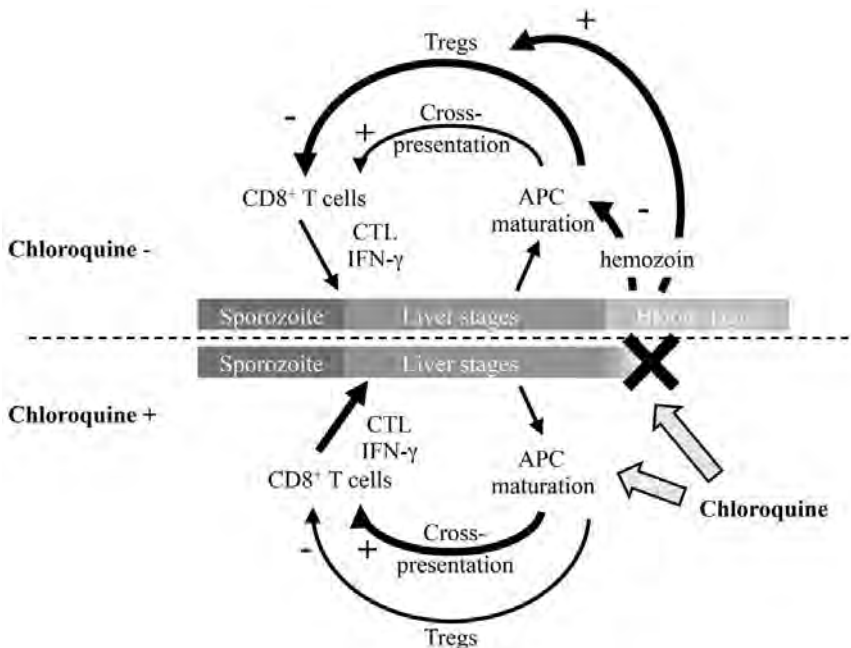 +
Tregs
-
+
Cross-
presentation
CD8⁺ T cells
APC
maturation
-
CTL
IFN-γ
hemozoin
Chloroquine -
Sporozoite
Liver stages
Sporozoite
Liver stages
Chloroquine +
CTL
IFN-γ
CD8⁺ T cells
APC
maturation
Chloroquine
-
+
Cross-
presentation
Tregs